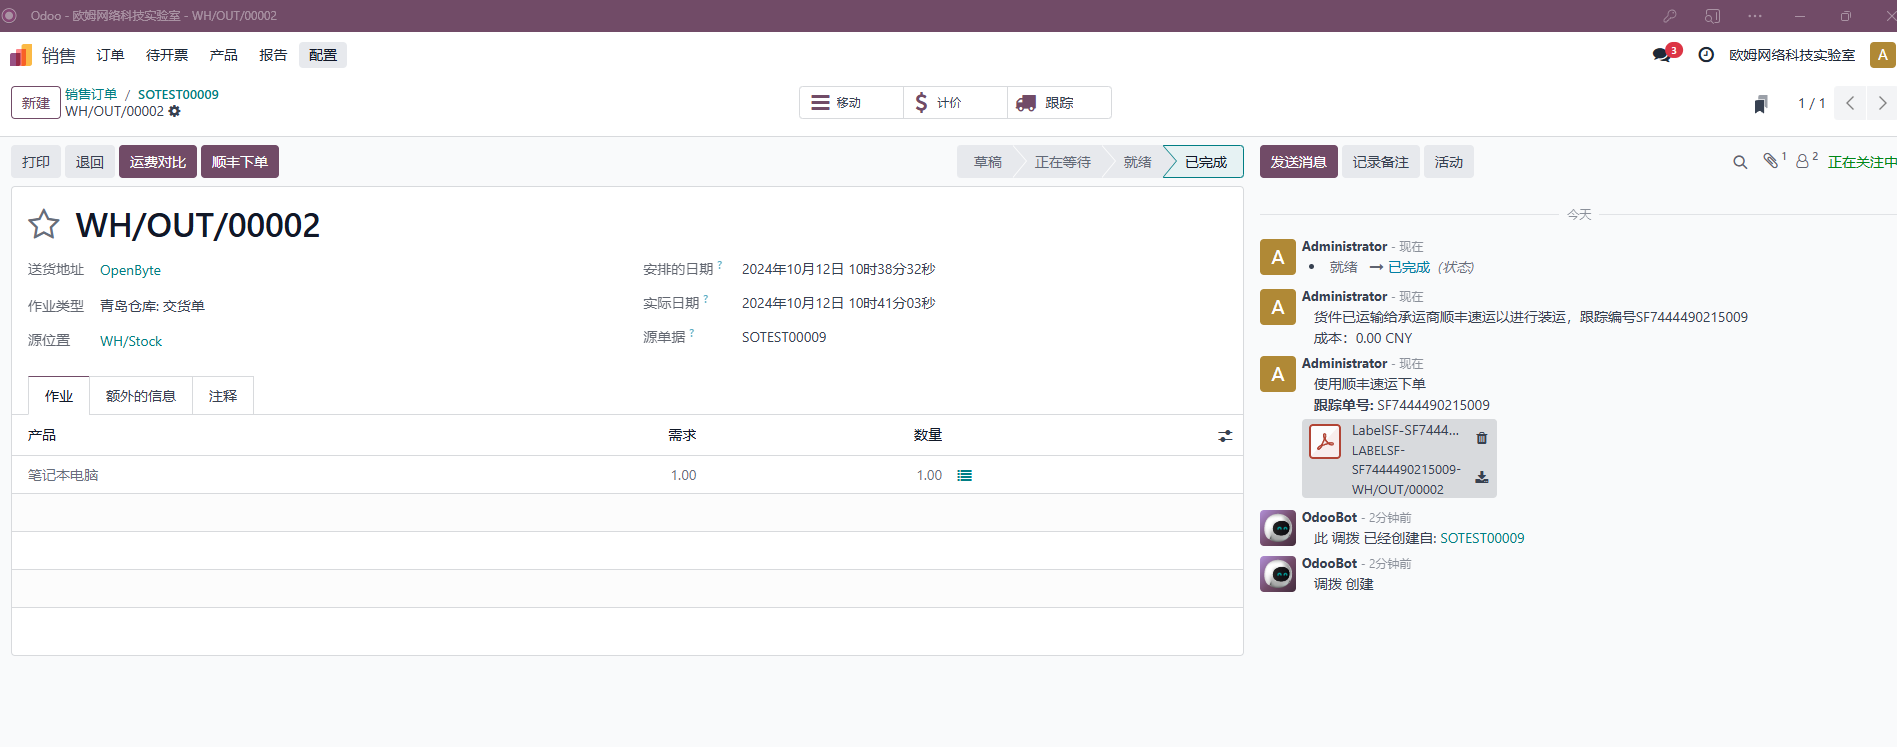 Odoo - 欧姆网络科技实验室 - WH/OUT/00002
销售 订单 待开票 产品 报告 配置
3 欧姆网络科技实验室 A
新建 销售订单 / SOTEST00009
WH/OUT/00002
移动 计价 跟踪
1 / 1
打印 退回 运费对比 顺丰下单
草稿 正在等待 就绪 已完成
发送消息 记录备注 活动
1 2 正在关注中
WH/OUT/00002
送货地址 OpenByte
作业类型 青岛仓库: 交货单
源位置 WH/Stock
安排的日期 ? 2024年10月12日 10时38分32秒
实际日期 ? 2024年10月12日 10时41分03秒
源单据 ? SOTEST00009
作业 额外的信息 注释
产品 需求 数量
笔记本电脑 1.00 1.00
今天
A Administrator - 现在
• 就绪 → 已完成 (状态)
A Administrator - 现在
货件已运输给承运商顺丰速运以进行装运，跟踪编号SF7444490215009
成本：0.00 CNY
A Administrator - 现在
使用顺丰速运下单
跟踪单号: SF7444490215009
LabelSF-SF7444...
LABELSF-
SF7444490215009-
WH/OUT/00002
OdooBot - 2分钟前
此 调拨 已经创建自: SOTEST00009
OdooBot - 2分钟前
调拨 创建